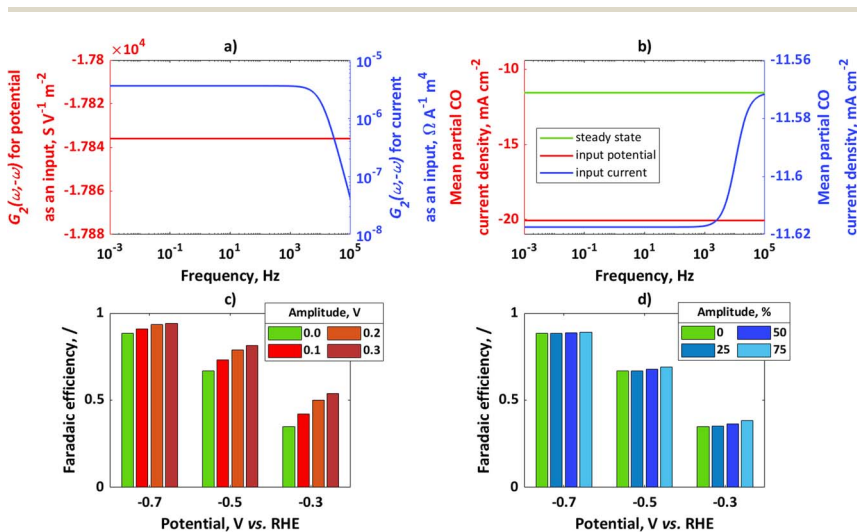 a)
×10⁴
-1.78
-1.782
-1.784
-1.786
-1.788
G₂(ω,-ω) for potential
as an input, S V⁻¹ m⁻²
10⁻⁵
10⁻⁶
10⁻⁷
10⁻⁸
G₂(ω,-ω) for current
as an input, Ω A⁻¹ m⁴
10⁻³ 10⁻¹ 10¹ 10³ 10⁵
Frequency, Hz
b)
-10
-15
-20
Mean partial CO
current density, mA cm⁻²
steady state
input potential
input current
-11.56
-11.58
-11.6
-11.62
Mean partial CO
current density, mA cm⁻²
10⁻³ 10⁻¹ 10¹ 10³ 10⁵
Frequency, Hz
c)
Amplitude, V
0.0 0.2
0.1 0.3
1
0.5
0
Faradaic efficiency, /
-0.7 -0.5 -0.3
Potential, V vs. RHE
d)
Amplitude, %
0 50
25 75
1
0.5
0
Faradaic efficiency, /
-0.7 -0.5 -0.3
Potential, V vs. RHE